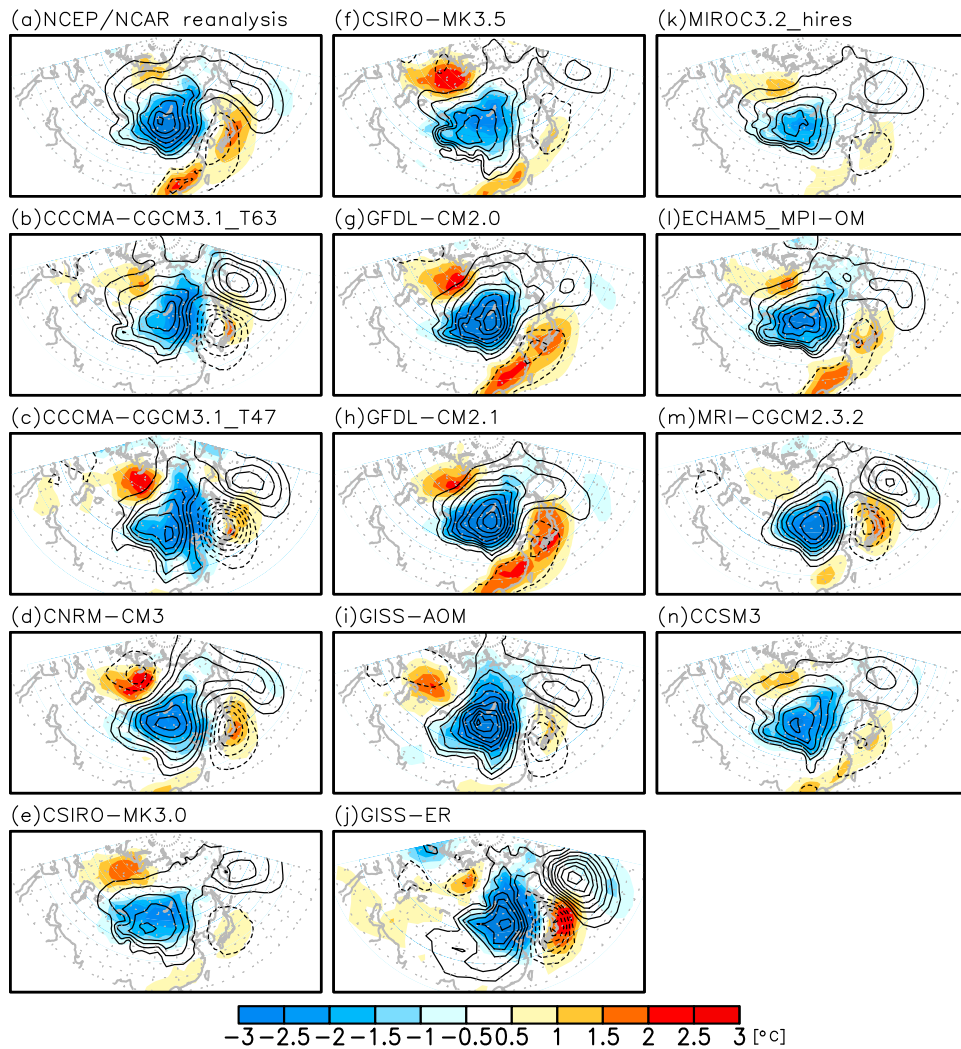 (a)NCEP/NCAR reanalysis
(f)CSIRO-MK3.5
(k)MIROC3.2_hires
(b)CCCMA-CGCM3.1_T63
(g)GFDL-CM2.0
(l)ECHAM5_MPI-OM
(c)CCCMA-CGCM3.1_T47
(h)GFDL-CM2.1
(m)MRI-CGCM2.3.2
(d)CNRM-CM3
(i)GISS-AOM
(n)CCSM3
(e)CSIRO-MK3.0
(j)GISS-ER
-3 -2.5 -2 -1.5 -1 -0.5 0.5 1 1.5 2 2.5 3 [°C]